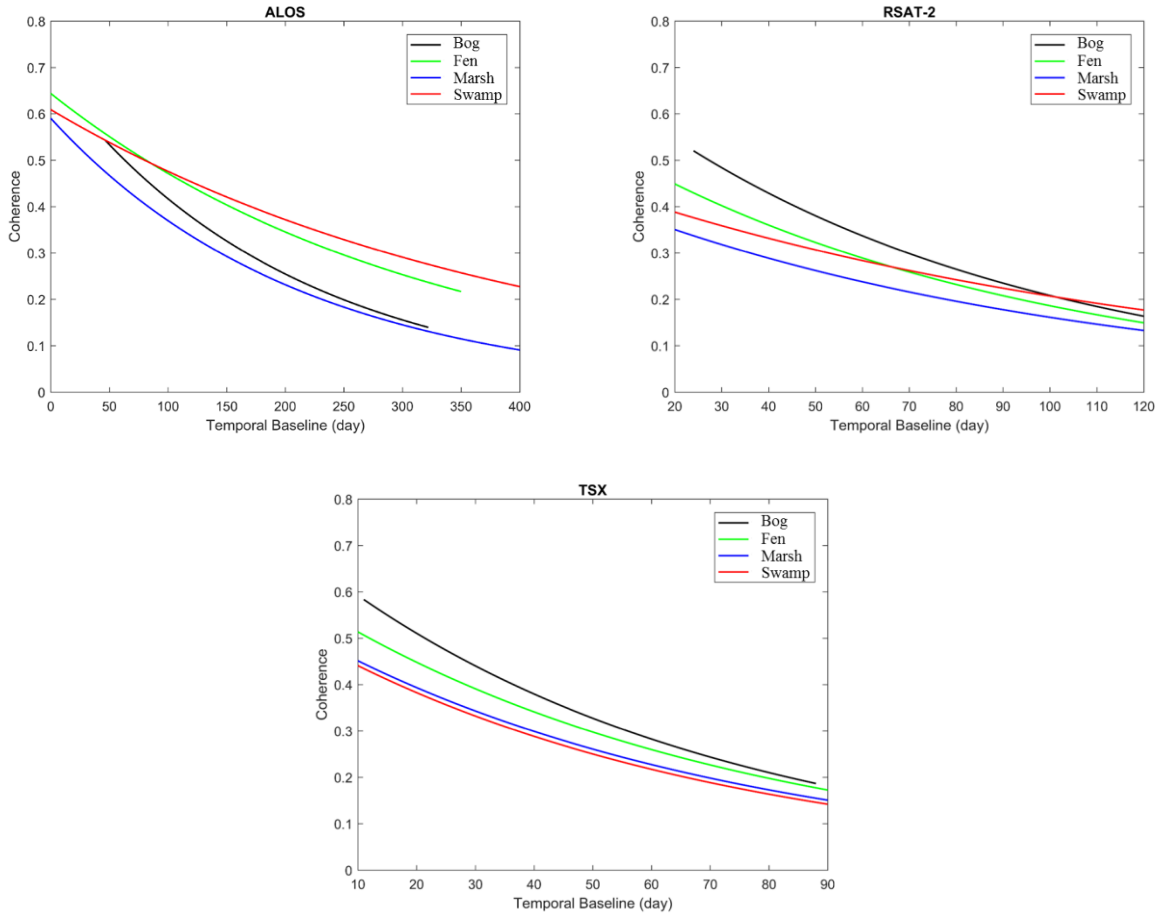 ALOS
0.8
0.7
0.6
0.5
0.4
0.3
0.2
0.1
0
Coherence
Bog
Fen
Marsh
Swamp
0 50 100 150 200 250 300 350 400
Temporal Baseline (day)
RSAT-2
0.8
0.7
0.6
0.5
0.4
0.3
0.2
0.1
0
Coherence
Bog
Fen
Marsh
Swamp
20 30 40 50 60 70 80 90 100 110 120
Temporal Baseline (day)
TSX
0.8
0.7
0.6
0.5
0.4
0.3
0.2
0.1
0
Coherence
Bog
Fen
Marsh
Swamp
10 20 30 40 50 60 70 80 90
Temporal Baseline (day)